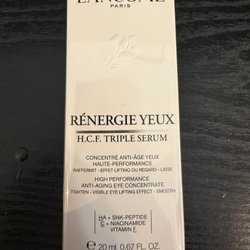 LANCÔME
PARIS
RÉNERGIE YEUX
H.C.F. TRIPLE SERUM
CONCENTRÉ ANTI-ÂGE YEUX
HAUTE-PERFORMANCE
RAFFERMIT - EFFET LIFTING DU REGARD - LISSE
HIGH PERFORMANCE
ANTI-AGING EYE CONCENTRATE
TIGHTEN - VISIBLE EYE LIFTING EFFECT - SMOOTH
HA + SNK-PEPTIDE
C + NIACINAMIDE
VITAMIN E
℮ 20 ml 0.67 FL. OZ.